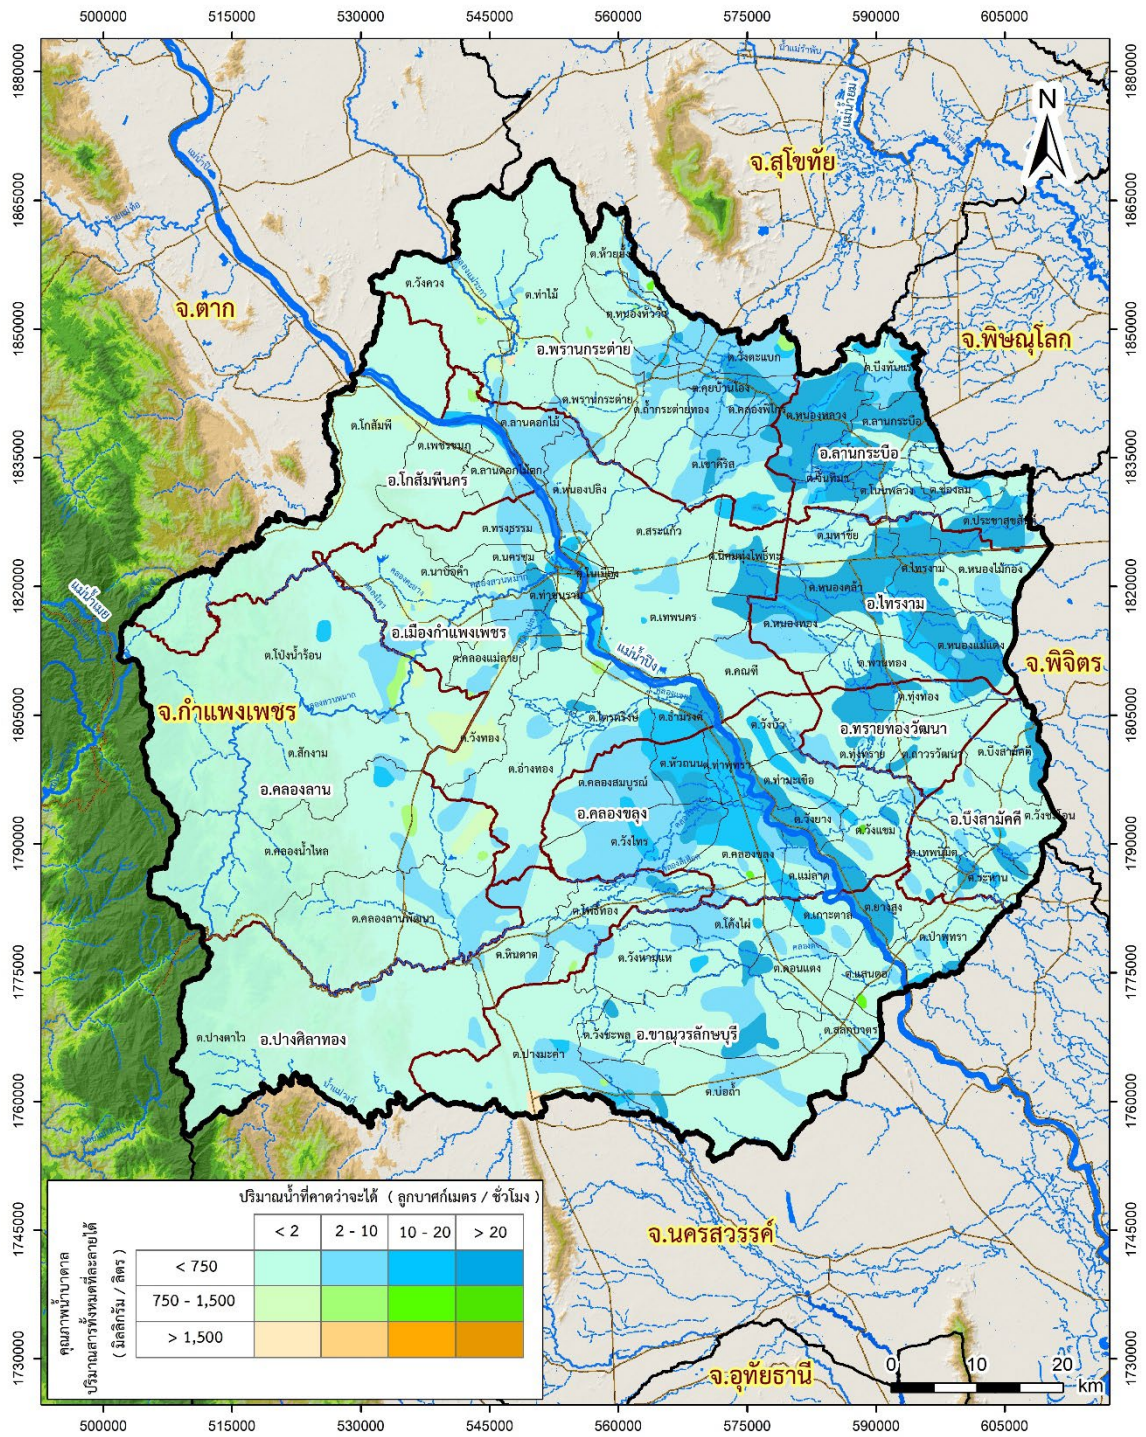 500000 515000 530000 545000 560000 575000 590000 605000
1880000
1865000
1850000
1835000
1820000
1805000
1790000
1775000
1760000
1745000
1730000
1880000
1865000
1850000
1835000
1820000
1805000
1790000
1775000
1760000
1745000
1730000
N
จ.สุโขทัย
จ.ตาก
จ.พิษณุโลก
จ.พิจิตร
จ.กำแพงเพชร
จ.นครสวรรค์
จ.อุทัยธานี
แม่น้ำเมย
แม่น้ำปิง
แม่น้ำยม
ต.ห้วยยั้ง
ต.วังควง
ต.ท่าไม้
ต.หนองหัววัว
อ.พรานกระต่าย
ต.วังตะแบก
ต.บึงทับแรต
ต.คุยบ้านโอง
ต.พรานกระต่าย
ต.ถ้ำกระต่ายทอง
ต.คลองพิไกร
ต.หนองหลวง
ต.ลานกระบือ
ต.โกสัมพี
ต.ลานดอกไม้
ต.เพชรชมภู
อ.ลานกระบือ
ต.เขาคีริส
ต.ลานดอกไม้ตก
อ.โกสัมพีนคร
ต.จันทิมา
ต.หนองปลิง
ต.โนนพลวง
ต.ช่องลม
ต.ประชาสุขสันต์
ต.ทรงธรรม
ต.สระแก้ว
ต.มหาชัย
ต.นครชุม
ต.นิคมทุ่งโพธิ์ทะเล
ต.นาบ่อคำ
ต.ในเมือง
ต.ไทรงาม
ต.หนองไม้กอง
ต.หนองคล้า
ต.ท่าขุนราม
อ.ไทรงาม
ต.เทพนคร
ต.หนองทอง
อ.เมืองกำแพงเพชร
ต.หนองแม่แตง
ต.โป่งน้ำร้อน
ต.คลองแม่ลาย
แม่น้ำปิง
ต.คณฑี
ต.พานทอง
ต.ทุ่งทอง
ต.ไตรตรึงษ์
ต.ธำมรงค์
ต.วังบัว
อ.ทรายทองวัฒนา
ต.วังทอง
ต.สักงาม
ต.หัวถนน
ต.ท่าพุทรา
ต.ทุ่งทราย
ต.ถาวรวัฒนา
ต.บึงสามัคคี
ต.อ่างทอง
ต.คลองสมบูรณ์
ต.ท่ามะเขือ
อ.คลองลาน
อ.คลองขลุง
ต.วังยาง
ต.วังแขม
อ.บึงสามัคคี
ต.วังชะโอน
ต.วังไทร
ต.คลองน้ำไหล
ต.คลองขลุง
ต.เทพนิมิต
ต.แม่ลาด
ต.ระหาน
ต.ยางสูง
ต.คลองลานพัฒนา
ต.โพธิ์ทอง
ต.เกาะตาล
ต.โค้งไผ่
ต.ป่าพุทรา
ต.หินดาต
ต.วังหามแห
ต.ดอนแตง
ต.แสนตอ
ต.ปางตาไว
อ.ปางศิลาทอง
ต.วังชะพลู
อ.ขาณุวรลักษบุรี
ต.สลกบาตร
ต.ปางมะค่า
ต.บ่อถ้ำ
ปริมาณน้ำที่คาดว่าจะได้ ( ลูกบาศก์เมตร / ชั่วโมง )
< 2 2 - 10 10 - 20 > 20
คุณภาพน้ำบาดาล
ปริมาณสารทั้งหมดที่ละลายได้
( มิลลิกรัม / ลิตร )
< 750
750 - 1,500
> 1,500
0 10 20
km
500000 515000 530000 545000 560000 575000 590000 605000